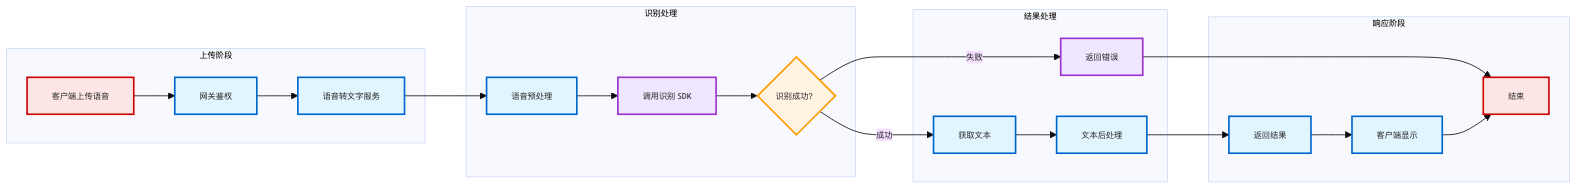 上传阶段
客户端上传语音
网关鉴权
语音转文字服务
识别处理
语音预处理
调用识别 SDK
识别成功?
失败
成功
结果处理
返回错误
获取文本
文本后处理
响应阶段
返回结果
客户端显示
结束